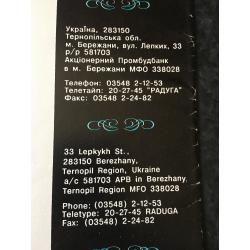 Україна, 283150
Тернопільська обл.
м. Бережани, вул. Лепких, 33
р/р 581703
Акціонерний Промбудбанк
в м. Бережани МФО 338028
Телефон: (03548) 2-12-53
Телетайп: 20-27-45 "РАДУГА"
Факс: (03548) 2-24-82
33 Lepkykh St.,
283150 Berezhany,
Ternopil Region, Ukraine
a/c 581703 APB in Berezhany,
Ternopil Region MFO 338028
Phone: (03548) 2-12-53
Teletype: 20-27-45 RADUGA
Fax: (03548) 2-24-82